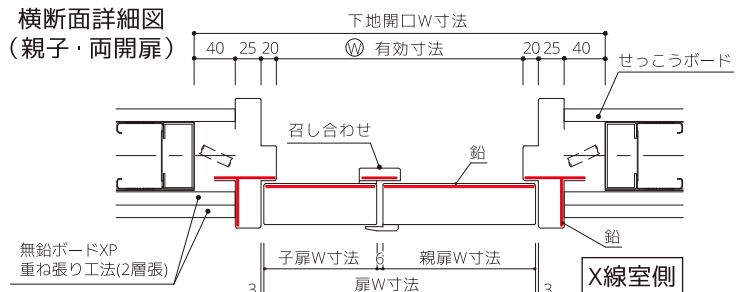 横断面詳細図
（親子・両開扉）
下地開口W寸法
40 25 20 Ⓦ 有効寸法 20 25 40
せっこうボード
召し合わせ
鉛
無鉛ボードXP
重ね張り工法(2層張)
鉛
子扉W寸法 6 親扉W寸法
3 扉W寸法 3
X線室側